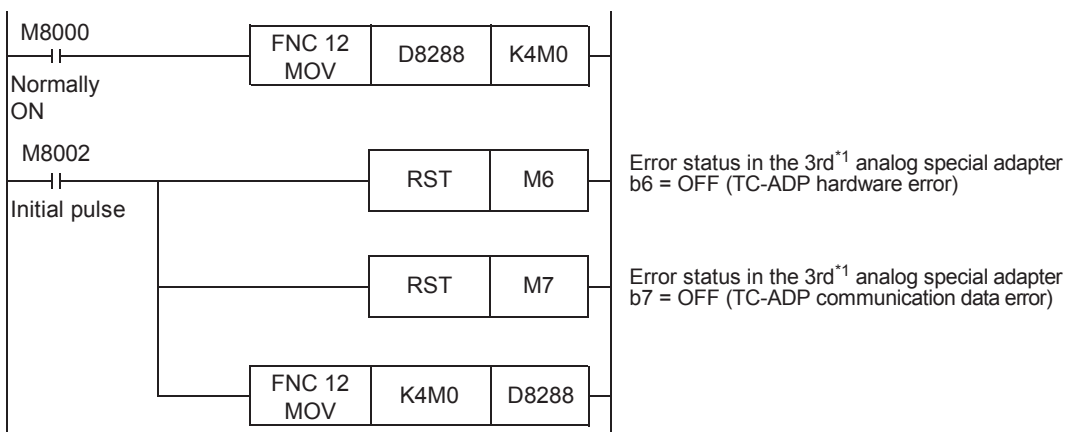 M8000
FNC 12
MOV
D8288
K4M0
Normally
ON
M8002
RST
M6
Error status in the 3rd*1 analog special adapter
b6 = OFF (TC-ADP hardware error)
Initial pulse
RST
M7
Error status in the 3rd*1 analog special adapter
b7 = OFF (TC-ADP communication data error)
FNC 12
MOV
K4M0
D8288